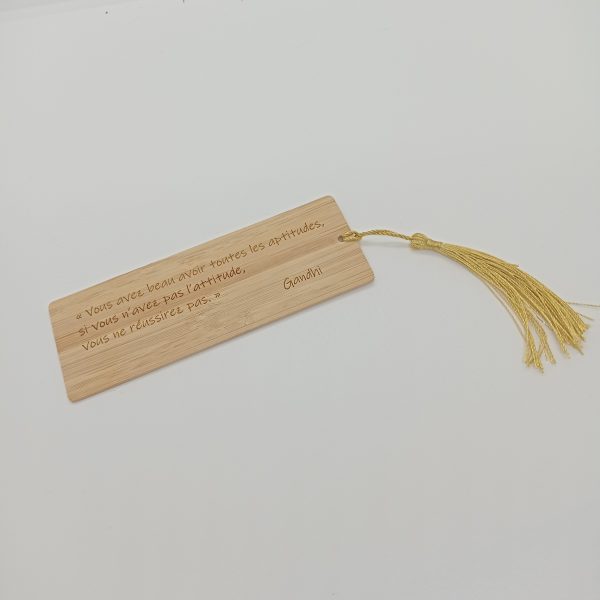 « Vous avez beau avoir toutes les aptitudes,
si vous n'avez pas l'attitude,
vous ne réussirez pas. »
Gandhi